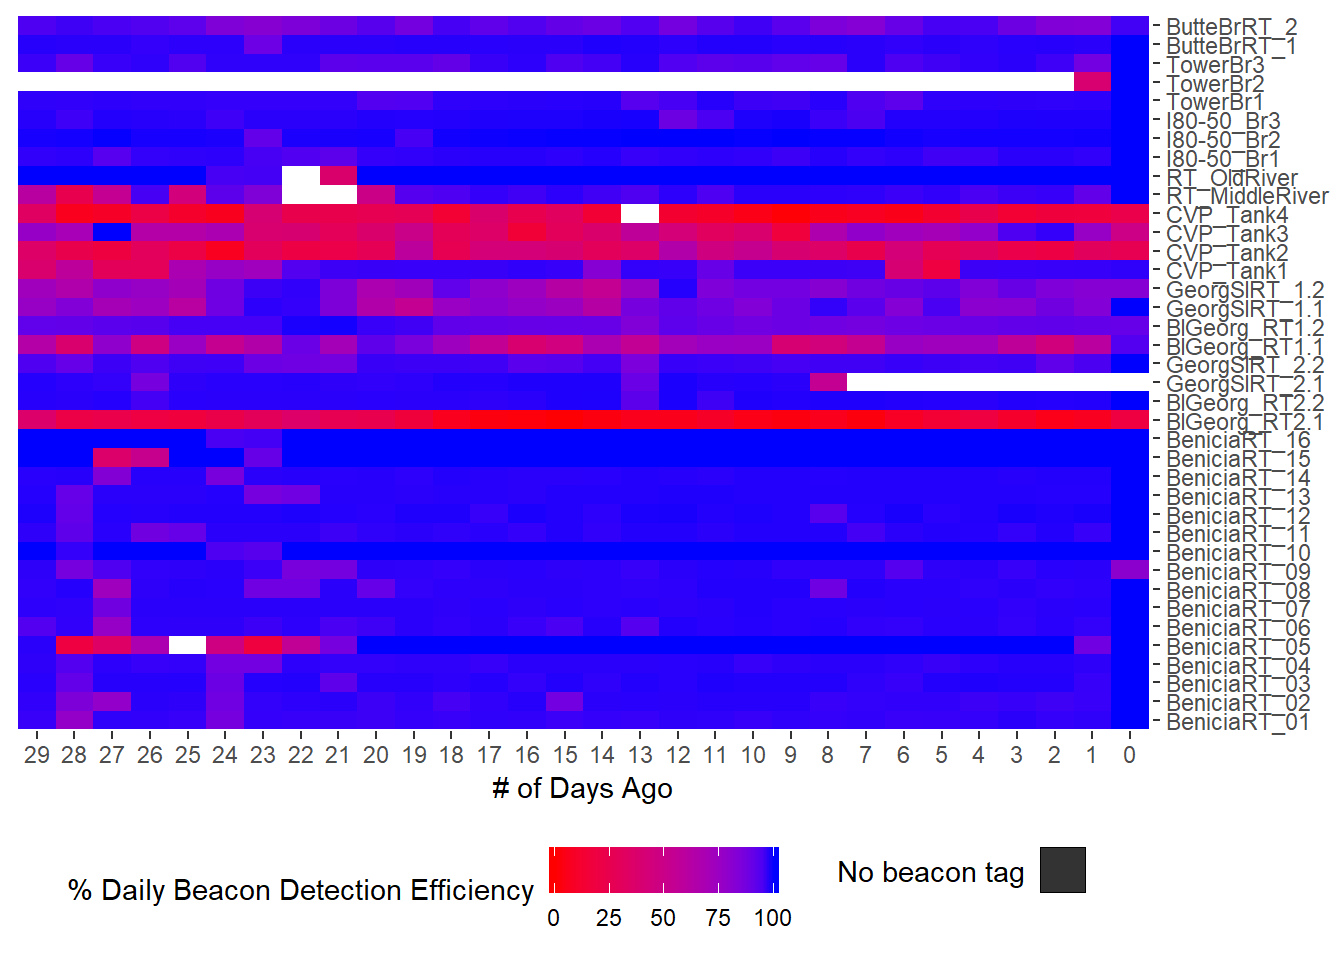 ButteBrRT_2
ButteBrRT_1
TowerBr3
TowerBr2
TowerBr1
I80-50_Br3
I80-50_Br2
I80-50_Br1
RT_OldRiver
RT_MiddleRiver
CVP_Tank4
CVP_Tank3
CVP_Tank2
CVP_Tank1
GeorgSlRT_1.2
GeorgSlRT_1.1
BlGeorg_RT1.2
BlGeorg_RT1.1
GeorgSlRT_2.2
GeorgSlRT_2.1
BlGeorg_RT2.2
BlGeorg_RT2.1
BeniciaRT_16
BeniciaRT_15
BeniciaRT_14
BeniciaRT_13
BeniciaRT_12
BeniciaRT_11
BeniciaRT_10
BeniciaRT_09
BeniciaRT_08
BeniciaRT_07
BeniciaRT_06
BeniciaRT_05
BeniciaRT_04
BeniciaRT_03
BeniciaRT_02
BeniciaRT_01
29 28 27 26 25 24 23 22 21 20 19 18 17 16 15 14 13 12 11 10 9 8 7 6 5 4 3 2 1 0
# of Days Ago
% Daily Beacon Detection Efficiency
0 25 50 75 100
No beacon tag